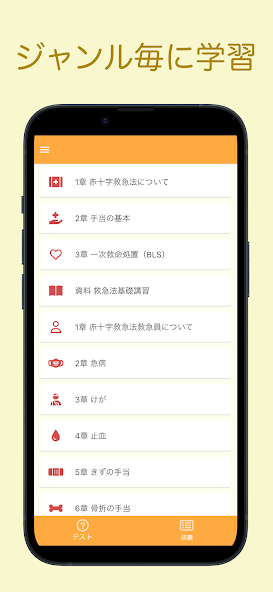 ジャンル毎に学習
1章 赤十字救急法について
2章 手当の基本
3章 一次救命処置（BLS）
資料 救急法基礎講習
1章 赤十字救急法救急員について
2章 急病
3章 けが
4章 止血
5章 きずの手当
6章 骨折の手当
テスト
成績